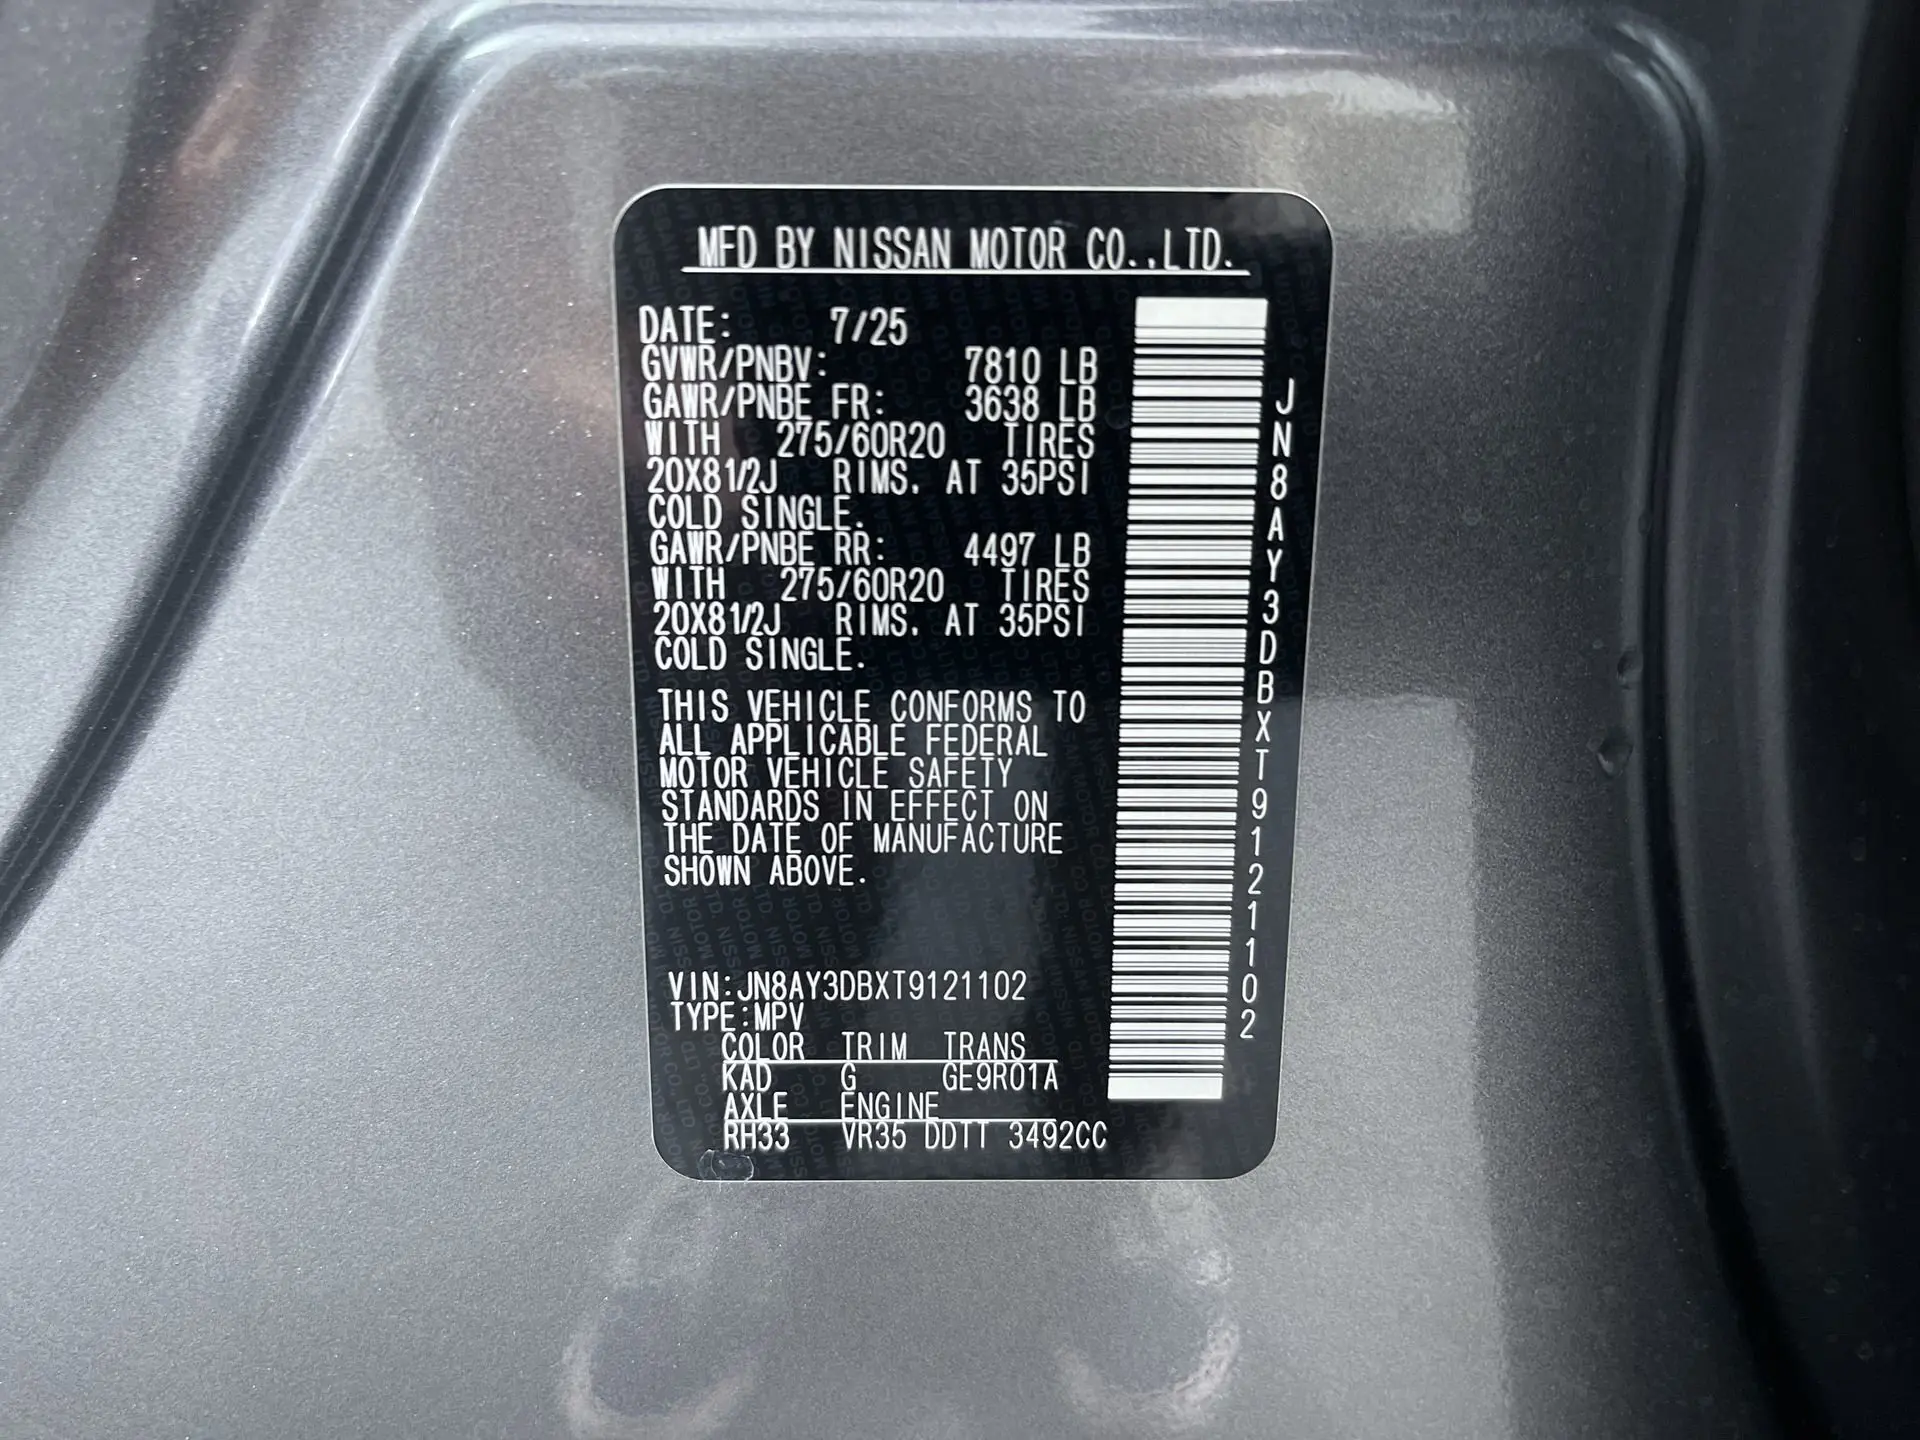 MFD BY NISSAN MOTOR CO.,LTD.
DATE: 7/25
GVWR/PNBV: 7810 LB
GAWR/PNBE FR: 3638 LB
WITH 275/60R20 TIRES
20X81/2J RIMS, AT 35PSI
COLD SINGLE.
GAWR/PNBE RR: 4497 LB
WITH 275/60R20 TIRES
20X81/2J RIMS, AT 35PSI
COLD SINGLE.
THIS VEHICLE CONFORMS TO
ALL APPLICABLE FEDERAL
MOTOR VEHICLE SAFETY
STANDARDS IN EFFECT ON
THE DATE OF MANUFACTURE
SHOWN ABOVE.
VIN:JN8AY3DBXT9121102
TYPE:MPV
COLOR TRIM TRANS
KAD G GE9R01A
AXLE ENGINE
RH33 VR35 DDTT 3492CC
JN8AY3DBXT9121102